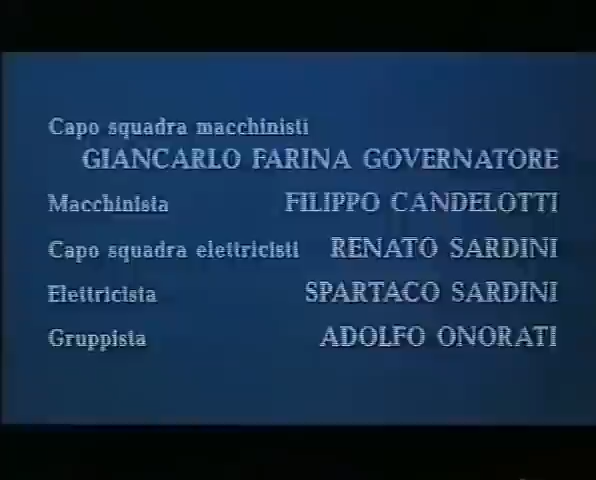 Capo squadra macchinisti
GIANCARLO FARINA GOVERNATORE
Macchinista FILIPPO CANDELOTTI
Capo squadra elettricisti RENATO SARDINI
Elettricista SPARTACO SARDINI
Gruppista ADOLFO ONORATI